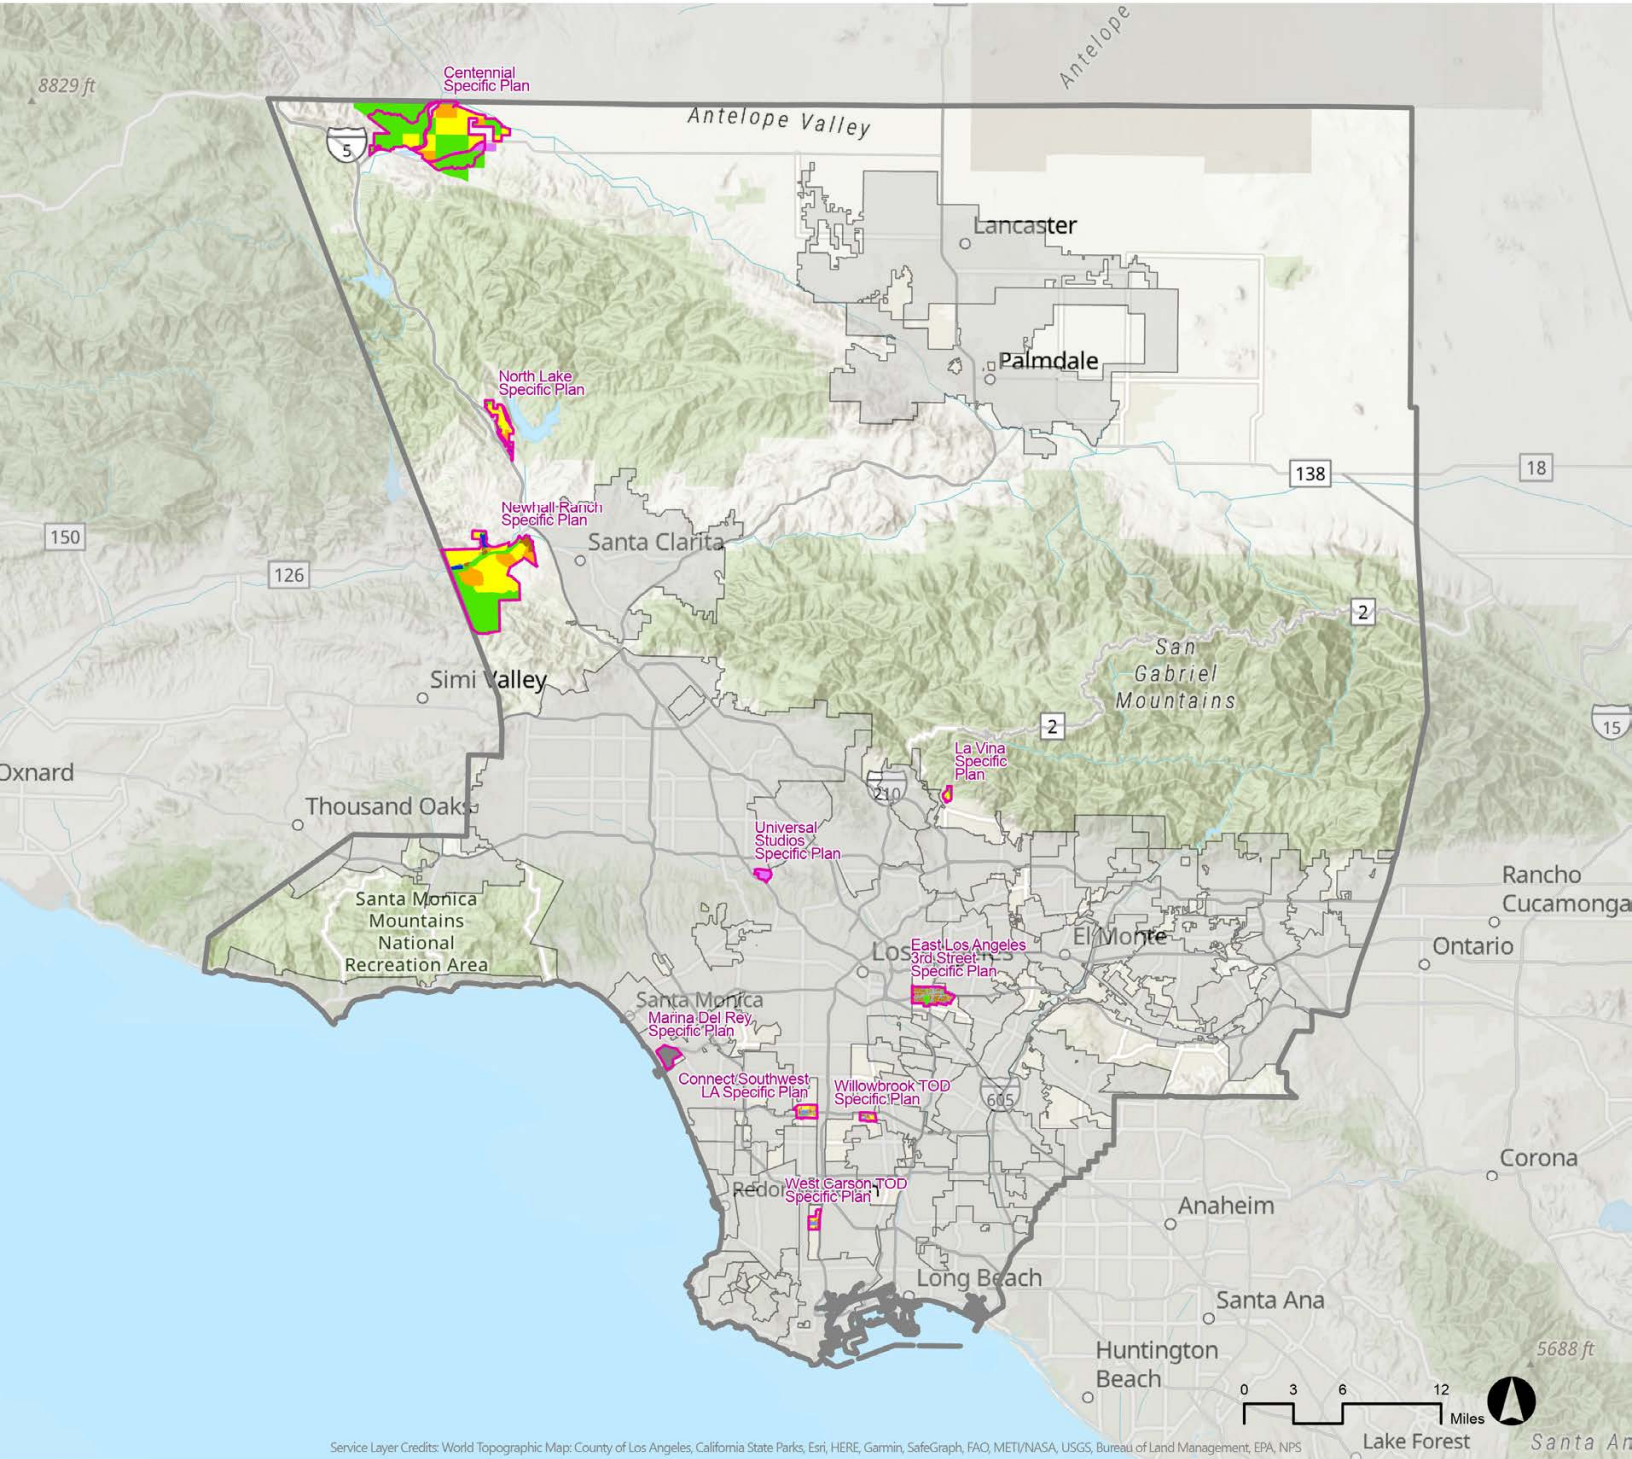 Antelope
8829 ft
Centennial
Specific Plan
Antelope Valley
5
Lancaster
Palmdale
North Lake
Specific Plan
138
18
Newhall Ranch
Specific Plan
150
Santa Clarita
126
2
San
Gabriel
Mountains
Simi Valley
2
15
La Vina
Specific
Plan
Oxnard
210
Thousand Oaks
Universal
Studios
Specific Plan
Rancho
Cucamonga
Santa Monica
Mountains
National
Recreation Area
El Monte
Ontario
East Los Angeles
3rd Street
Specific Plan
Los
Santa Monica
Marina Del Rey
Specific Plan
Connect Southwest
LA Specific Plan
Willowbrook TOD
Specific Plan
605
Corona
West Carson TOD
Specific Plan
Anaheim
Long Beach
Santa Ana
Huntington
Beach
5688 ft
0 3 6 12
Miles
Lake Forest
Santa An
Service Layer Credits: World Topographic Map: County of Los Angeles, California State Parks, Esri, HERE, Garmin, SafeGraph, FAO, METI/NASA, USGS, Bureau of Land Management, EPA, NPS